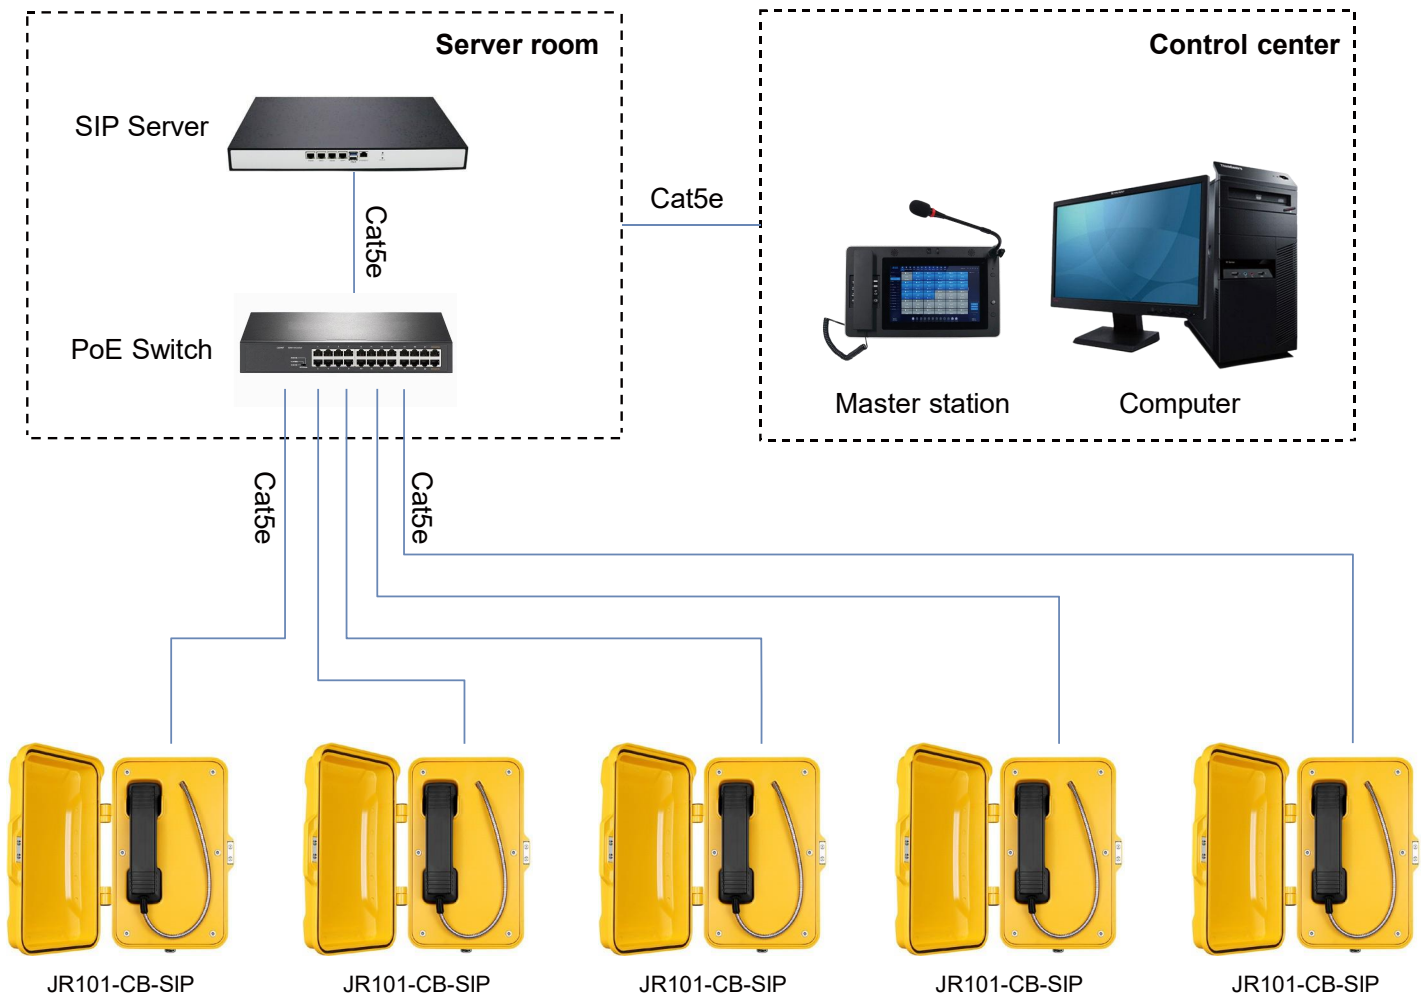 Server room
Control center
SIP Server
Cat5e
Cat5e
PoE Switch
Master station
Computer
Cat5e
Cat5e
JR101-CB-SIP
JR101-CB-SIP
JR101-CB-SIP
JR101-CB-SIP
JR101-CB-SIP